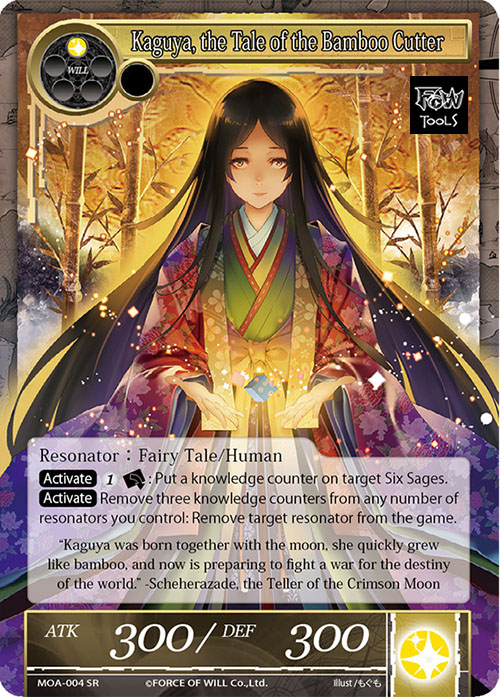 Kaguya, the Tale of the Bamboo Cutter
WILL
FoW
TOOLS
Resonator : Fairy Tale/Human
Activate 1 : Put a knowledge counter on target Six Sages.
Activate Remove three knowledge counters from any number of
resonators you control: Remove target resonator from the game.
“Kaguya was born together with the moon, she quickly grew
like bamboo, and now is preparing to fight a war for the destiny
of the world.” -Scheherazade, the Teller of the Crimson Moon
ATK 300/ DEF 300
MOA-004 SR ©FORCE OF WILL Co.,Ltd. illust /もぐも